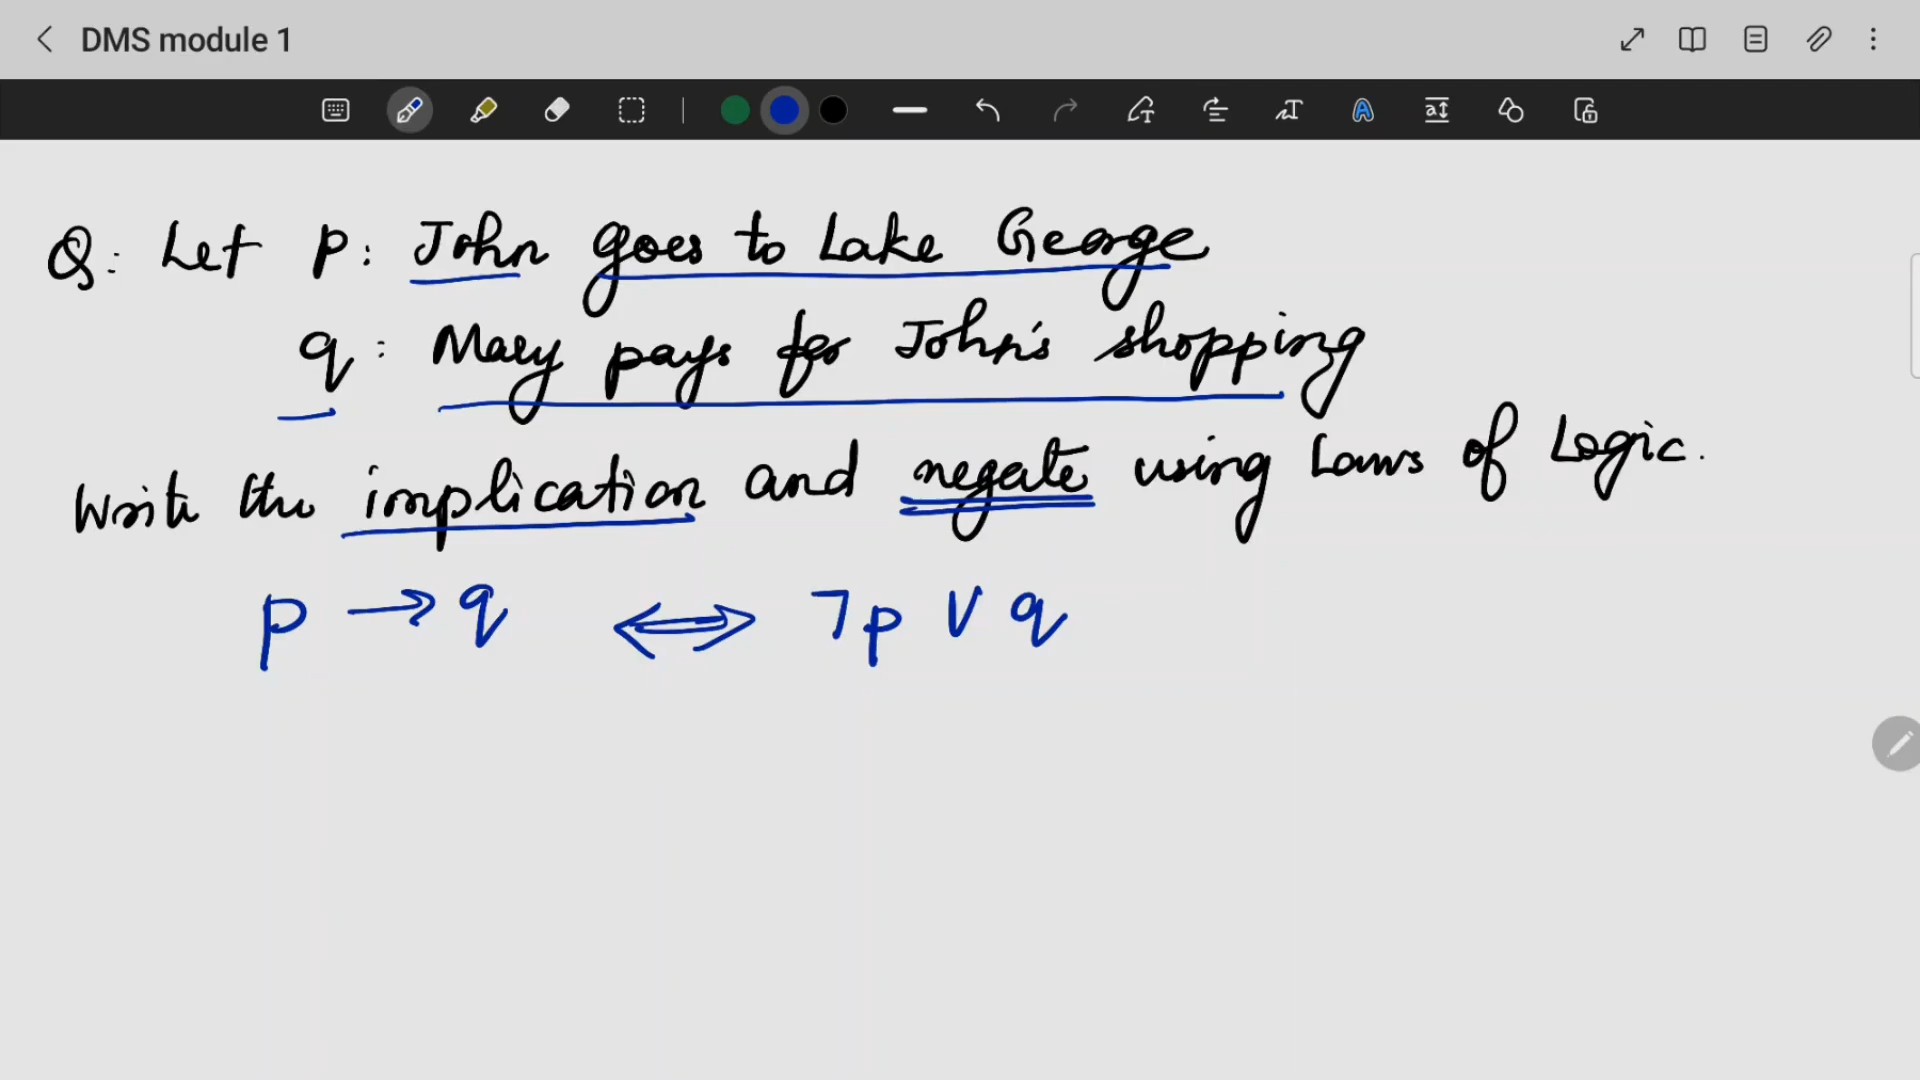 DMS module 1
Q: Let p: John goes to Lake George
q: Mary pays for John's shopping
Write the implication and negate using Laws of Logic.
p → q ⟺ ¬p ∨ q